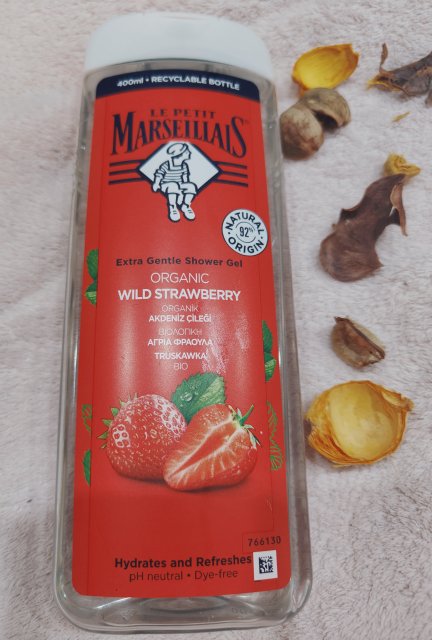 400ml • RECYCLABLE BOTTLE
LE PETIT
MARSEILLAIS
NATURAL
92%
ORIGIN
Extra Gentle Shower Gel
ORGANIC
WILD STRAWBERRY
ORGANİK
AKDENİZ ÇİLEĞİ
ΒΙΟΛΟΓΙΚΗ
ΑΓΡΙΑ ΦΡΑΟΥΛΑ
TRUSKAWKA
BIO
766130
Hydrates and Refreshes
pH neutral • Dye-free